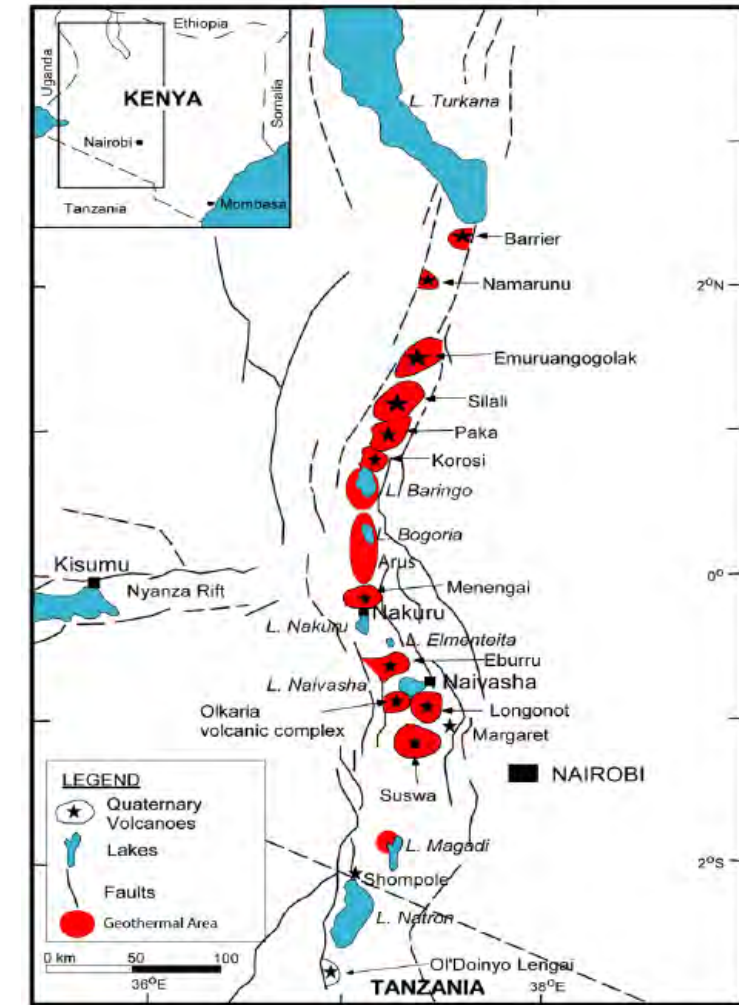 Ethiopia
Uganda
KENYA
Somalia
Nairobi
Tanzania
Mombasa
L. Turkana
Barrier
Namarunu
2°N
Emuruangogolak
Silali
Paka
Korosi
L. Baringo
L. Bogoria
Arus
Kisumu
Nyanza Rift
0°
Menengai
Nakuru
L. Nakuru
L. Elmenteita
Eburru
L. Naivasha
Naivasha
Olkaria
volcanic complex
Longonot
Margaret
NAIROBI
Suswa
L. Magadi
2°S
Shompole
L. Natron
Ol'Doinyo Lengai
TANZANIA
LEGEND
Quaternary
Volcanoes
Lakes
Faults
Geothermal Area
0 km 50 100
36°E
38°E